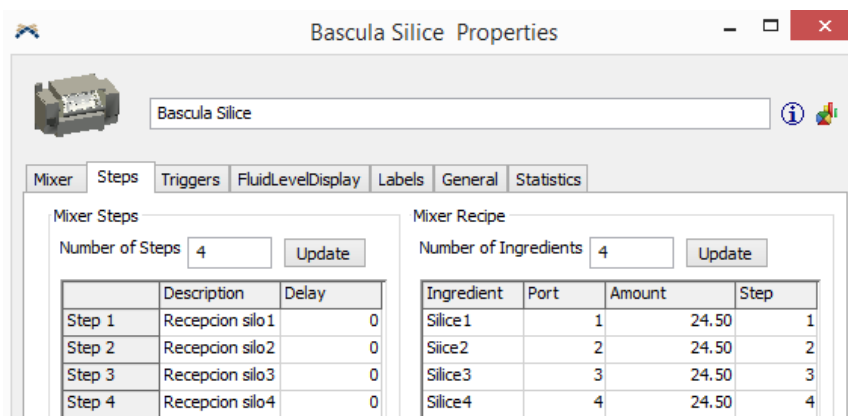 Bascula Silice Properties
Bascula Silice
Mixer Steps Triggers FluidLevelDisplay Labels General Statistics
Mixer Steps
Number of Steps 4 Update
Description Delay
Step 1 Recepcion silo1 0
Step 2 Recepcion silo2 0
Step 3 Recepcion silo3 0
Step 4 Recepcion silo4 0
Mixer Recipe
Number of Ingredients 4 Update
Ingredient Port Amount Step
Silice1 1 24.50 1
Siice2 2 24.50 2
Silice3 3 24.50 3
Silice4 4 24.50 4